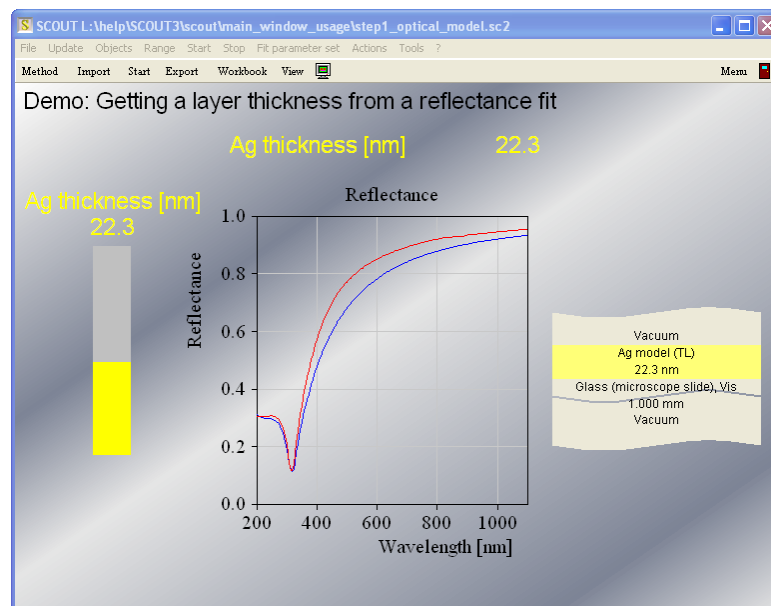 SCOUT L:\help\SCOUT3\scout\main_window_usage\step1_optical_model.sc2
File Update Objects Range Start Stop Fit parameter set Actions Tools ?
Method Import Start Export Workbook View Menu
Demo: Getting a layer thickness from a reflectance fit
Ag thickness [nm] 22.3
Ag thickness [nm]
22.3
Reflectance
Reflectance
1.0
0.8
0.6
0.4
0.2
0.0
200 400 600 800 1000
Wavelength [nm]
Vacuum
Ag model (TL)
22.3 nm
Glass (microscope slide), Vis
1.000 mm
Vacuum